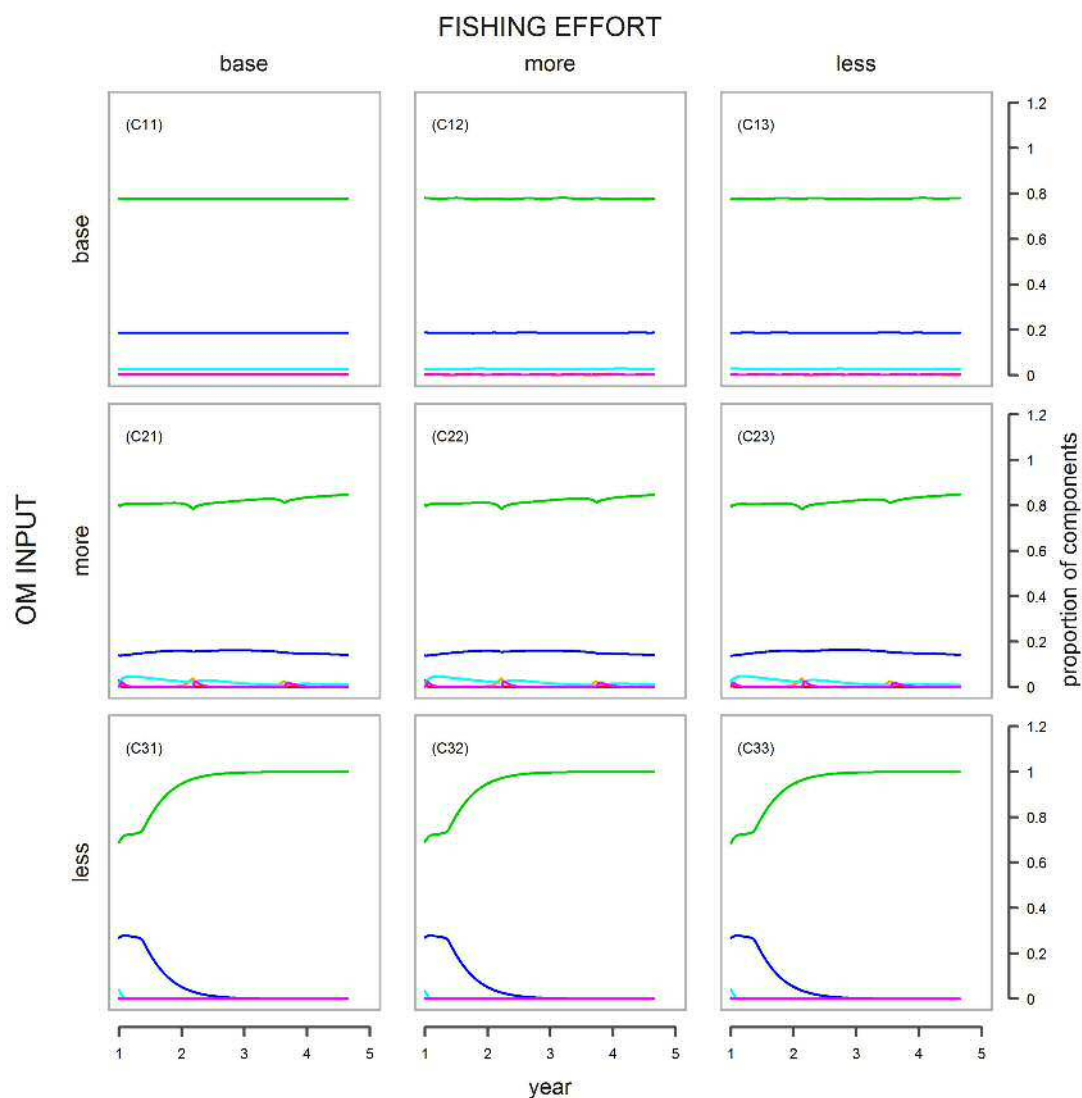 FISHING EFFORT
base more less
OM INPUT
base
more
less
(C11) (C12) (C13)
1.2
1
0.8
0.6
0.4
0.2
0
(C21) (C22) (C23)
1.2
1
0.8
0.6
0.4
0.2
0
proportion of components
(C31) (C32) (C33)
1.2
1
0.8
0.6
0.4
0.2
0
1 2 3 4 5 1 2 3 4 5 1 2 3 4 5
year